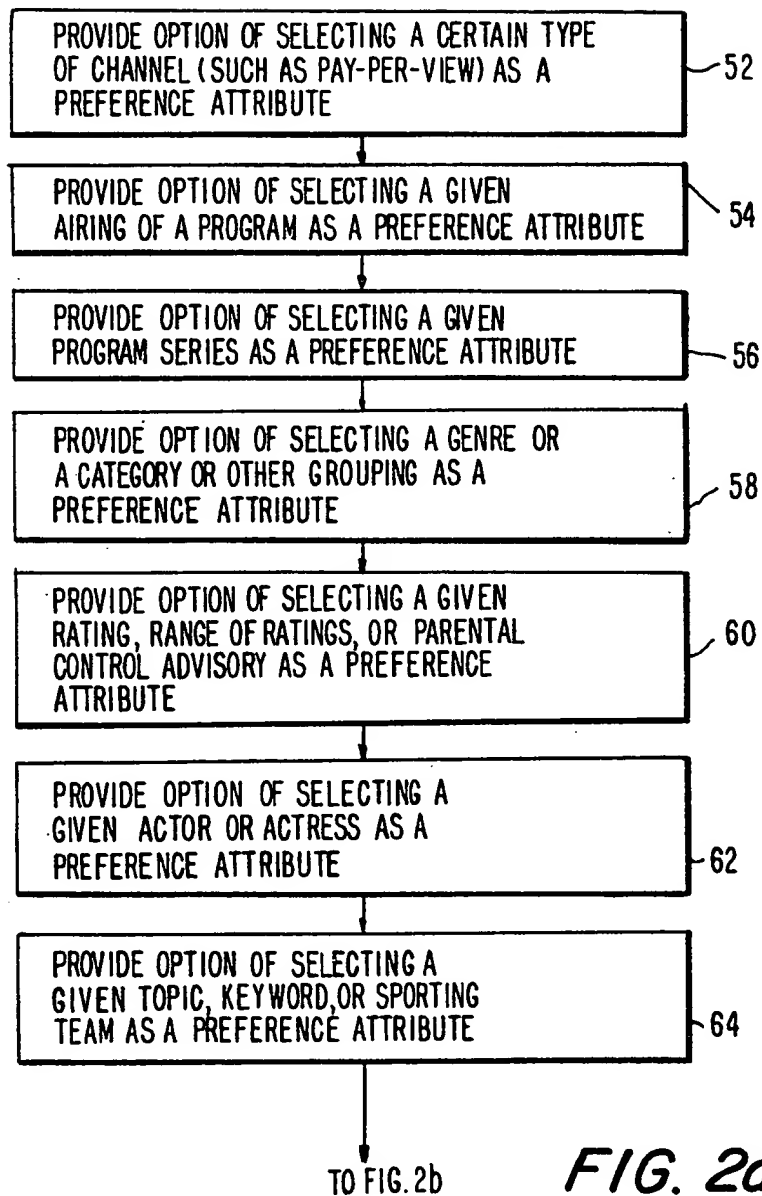 PROVIDE OPTION OF SELECTING A CERTAIN TYPE
OF CHANNEL (SUCH AS PAY-PER-VIEW) AS A
PREFERENCE ATTRIBUTE
52
PROVIDE OPTION OF SELECTING A GIVEN
AIRING OF A PROGRAM AS A PREFERENCE ATTRIBUTE
54
PROVIDE OPTION OF SELECTING A GIVEN
PROGRAM SERIES AS A PREFERENCE ATTRIBUTE
56
PROVIDE OPTION OF SELECTING A GENRE OR
A CATEGORY OR OTHER GROUPING AS A
PREFERENCE ATTRIBUTE
58
PROVIDE OPTION OF SELECTING A GIVEN
RATING, RANGE OF RATINGS, OR PARENTAL
CONTROL ADVISORY AS A PREFERENCE
ATTRIBUTE
60
PROVIDE OPTION OF SELECTING A
GIVEN ACTOR OR ACTRESS AS A
PREFERENCE ATTRIBUTE
62
PROVIDE OPTION OF SELECTING A
GIVEN TOPIC, KEYWORD, OR SPORTING
TEAM AS A PREFERENCE ATTRIBUTE
64
TO FIG. 2b
FIG.